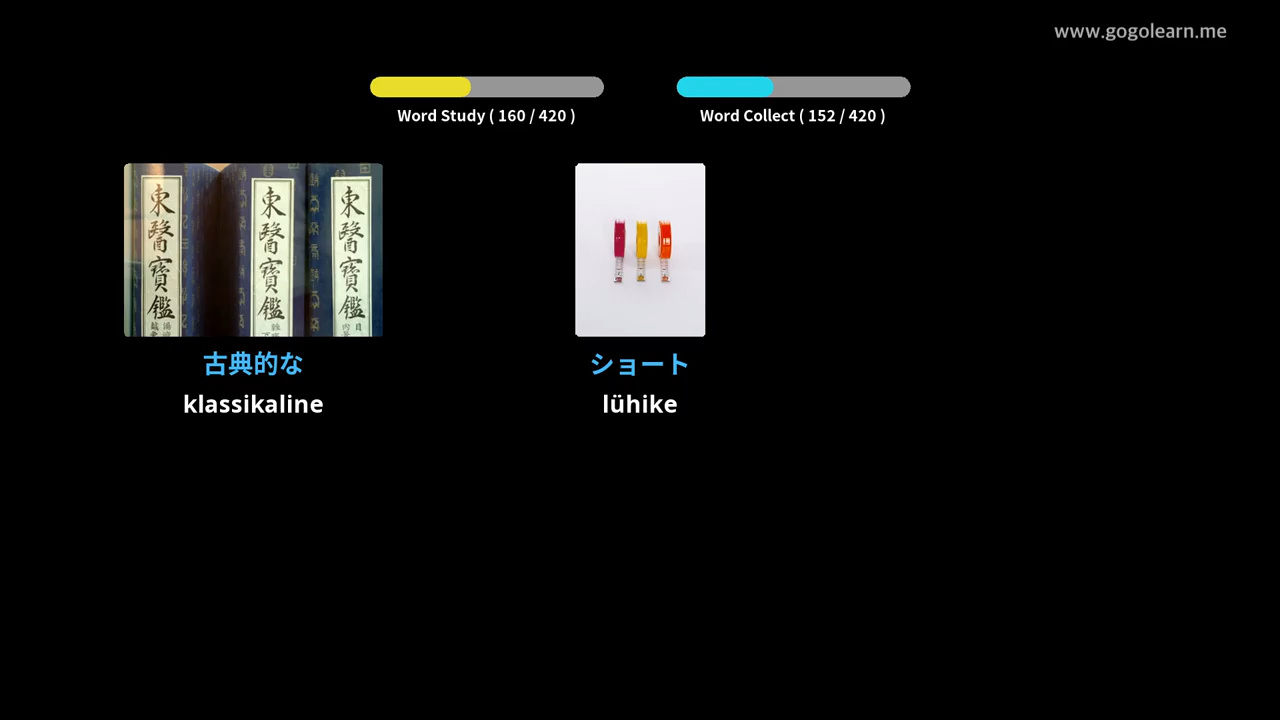 www.gogolearn.me
Word Study ( 160 / 420 )
Word Collect ( 152 / 420 )
東醫寶鑑
東醫寶鑑
東醫寶鑑
古典的な
klassikaline
ショート
lühike